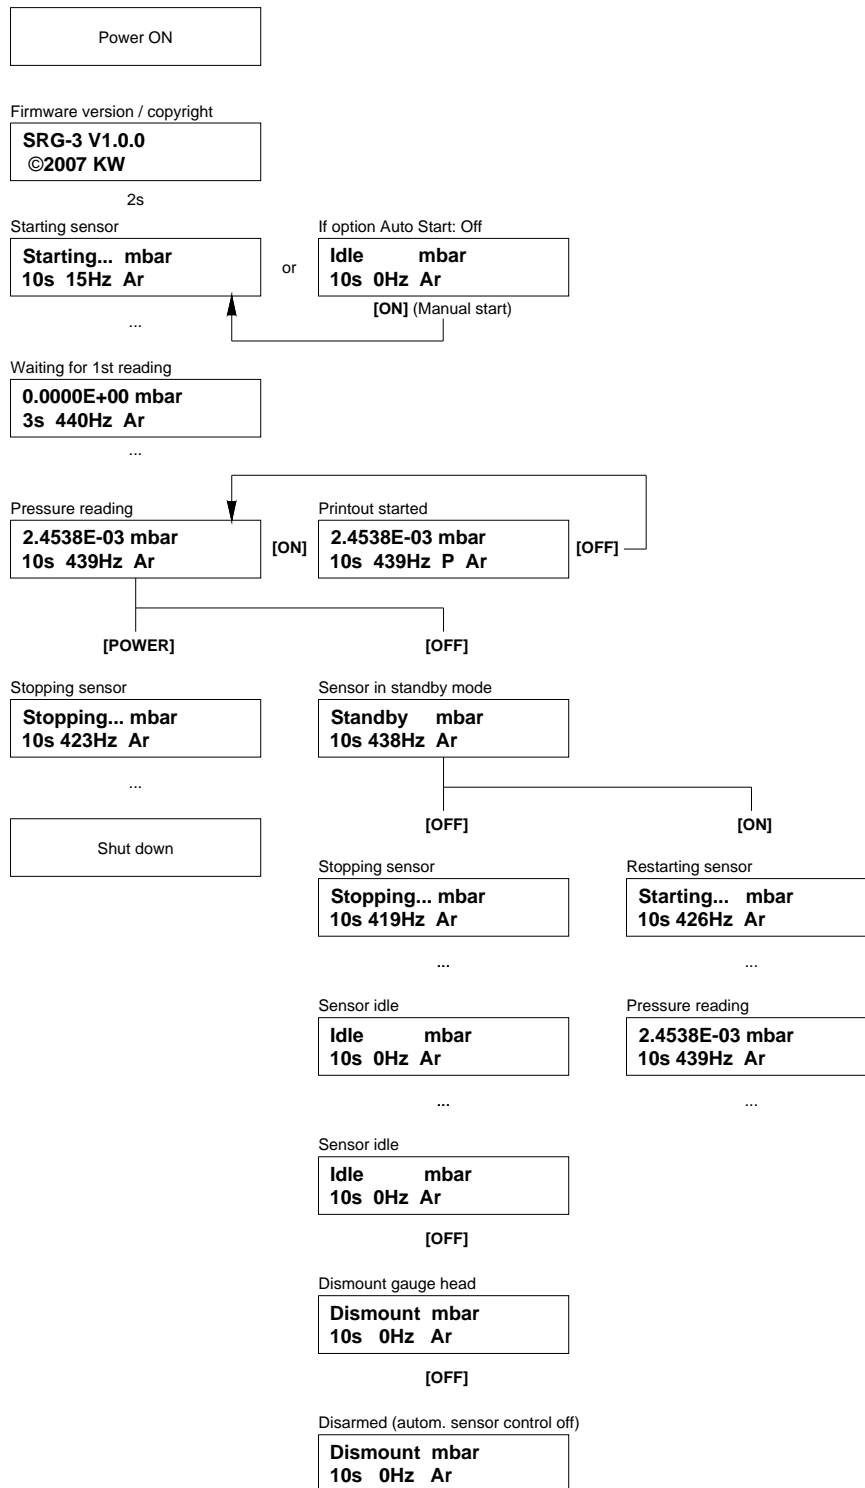 Power ON
Firmware version / copyright
SRG-3 V1.0.0
©2007 KW
2s
Starting sensor
Starting... mbar
10s 15Hz Ar
...
or
If option Auto Start: Off
Idle mbar
10s 0Hz Ar
[ON] (Manual start)
Waiting for 1st reading
0.0000E+00 mbar
3s 440Hz Ar
...
Pressure reading
2.4538E-03 mbar
10s 439Hz Ar
[ON]
Printout started
2.4538E-03 mbar
10s 439Hz P Ar
[OFF]
[POWER]
[OFF]
Stopping sensor
Stopping... mbar
10s 423Hz Ar
...
Shut down
Sensor in standby mode
Standby mbar
10s 438Hz Ar
[OFF]
[ON]
Stopping sensor
Stopping... mbar
10s 419Hz Ar
...
Restarting sensor
Starting... mbar
10s 426Hz Ar
...
Sensor idle
Idle mbar
10s 0Hz Ar
...
Pressure reading
2.4538E-03 mbar
10s 439Hz Ar
...
Sensor idle
Idle mbar
10s 0Hz Ar
[OFF]
Dismount gauge head
Dismount mbar
10s 0Hz Ar
[OFF]
Disarmed (autom. sensor control off)
Dismount mbar
10s 0Hz Ar